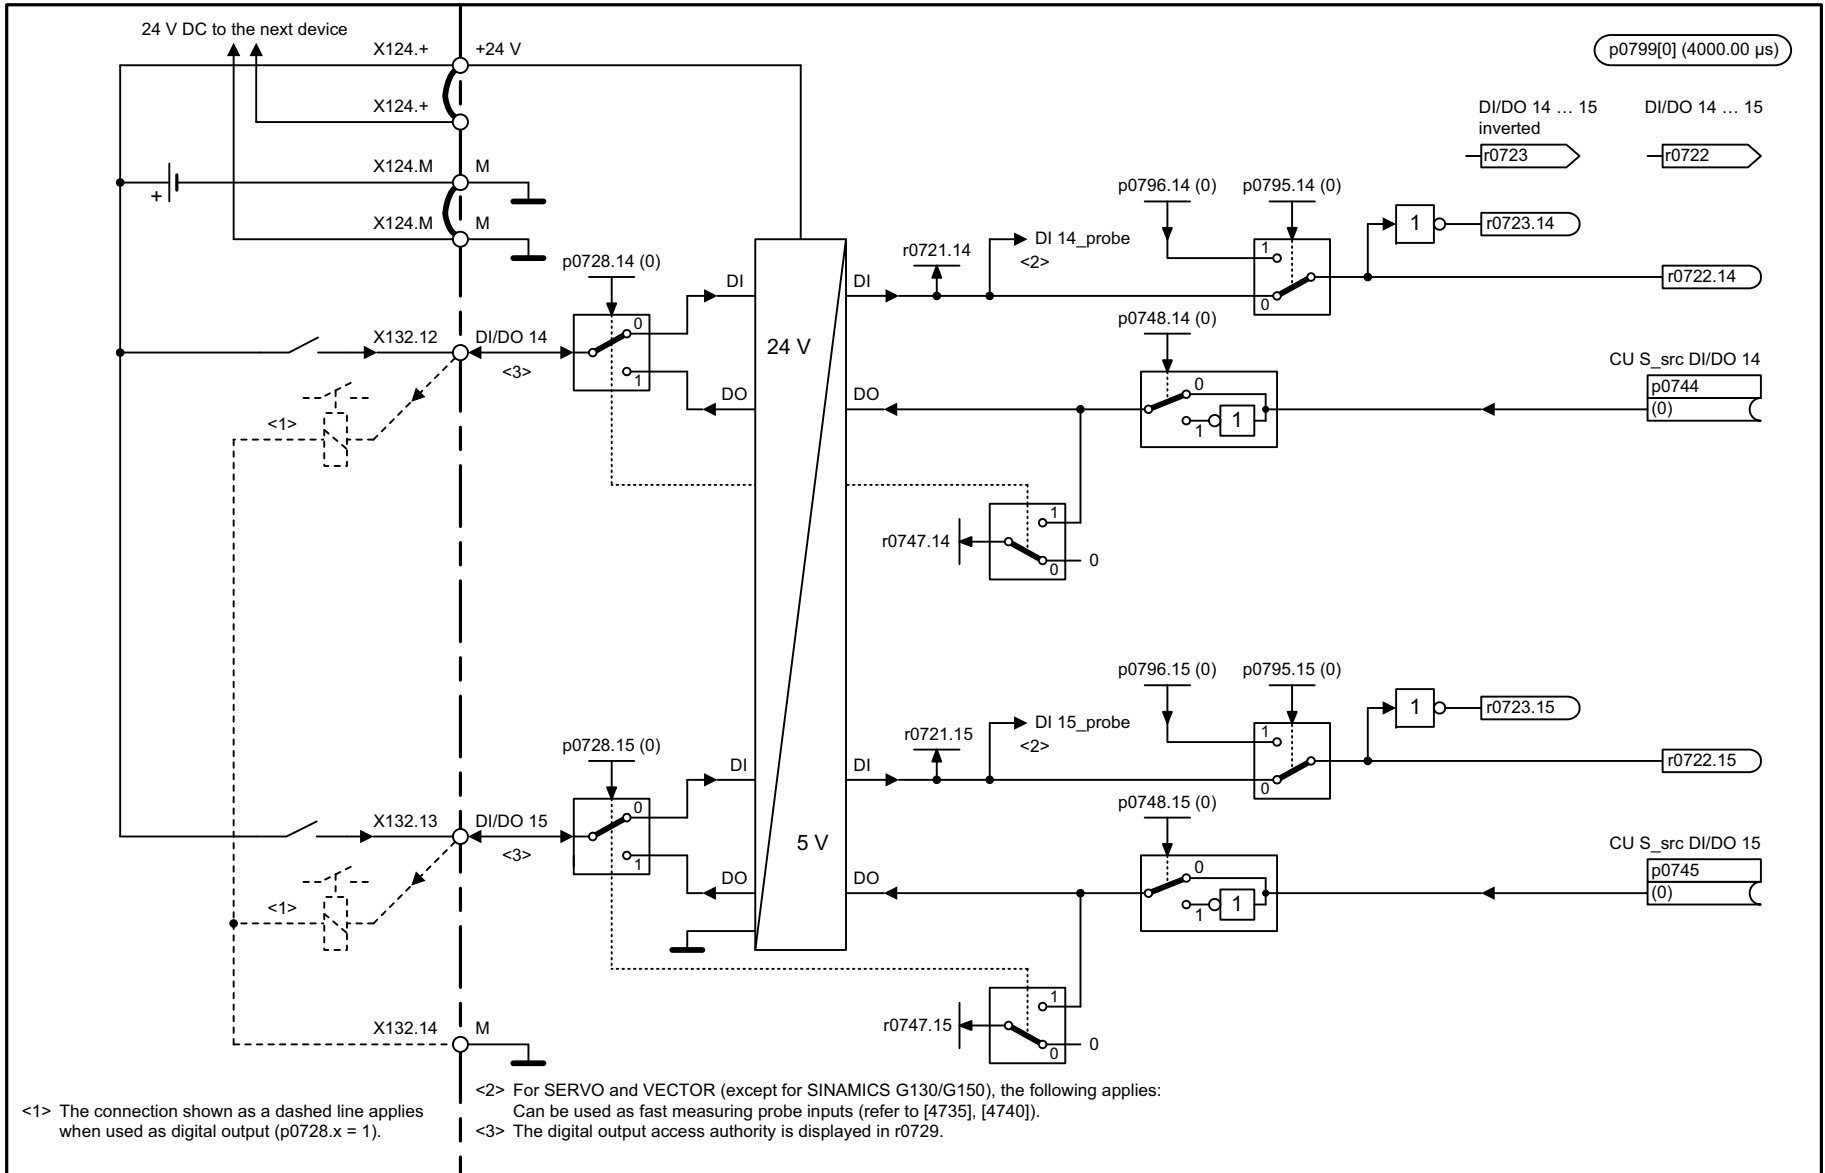 24 V DC to the next device
X124.+
+24 V
p0799[0] (4000.00 µs)
X124.+
DI/DO 14 … 15
inverted
DI/DO 14 … 15
r0723
r0722
X124.M
M
+
X124.M
M
p0796.14 (0)
p0795.14 (0)
1
r0723.14
DI 14_probe
<2>
r0721.14
1
0
r0722.14
p0728.14 (0)
DI
DI
24 V
X132.12
DI/DO 14
<3>
0
1
p0748.14 (0)
CU S_src DI/DO 14
p0744
(0)
DO
DO
0
1
1
<1>
r0747.14
1
0
0
p0796.15 (0)
p0795.15 (0)
1
r0723.15
DI 15_probe
<2>
r0721.15
1
0
r0722.15
p0728.15 (0)
DI
DI
5 V
X132.13
DI/DO 15
<3>
0
1
p0748.15 (0)
CU S_src DI/DO 15
p0745
(0)
DO
DO
0
1
1
<1>
r0747.15
1
0
0
X132.14
M
<1> The connection shown as a dashed line applies
when used as digital output (p0728.x = 1).
<2> For SERVO and VECTOR (except for SINAMICS G130/G150), the following applies:
Can be used as fast measuring probe inputs (refer to [4735], [4740]).
<3> The digital output access authority is displayed in r0729.